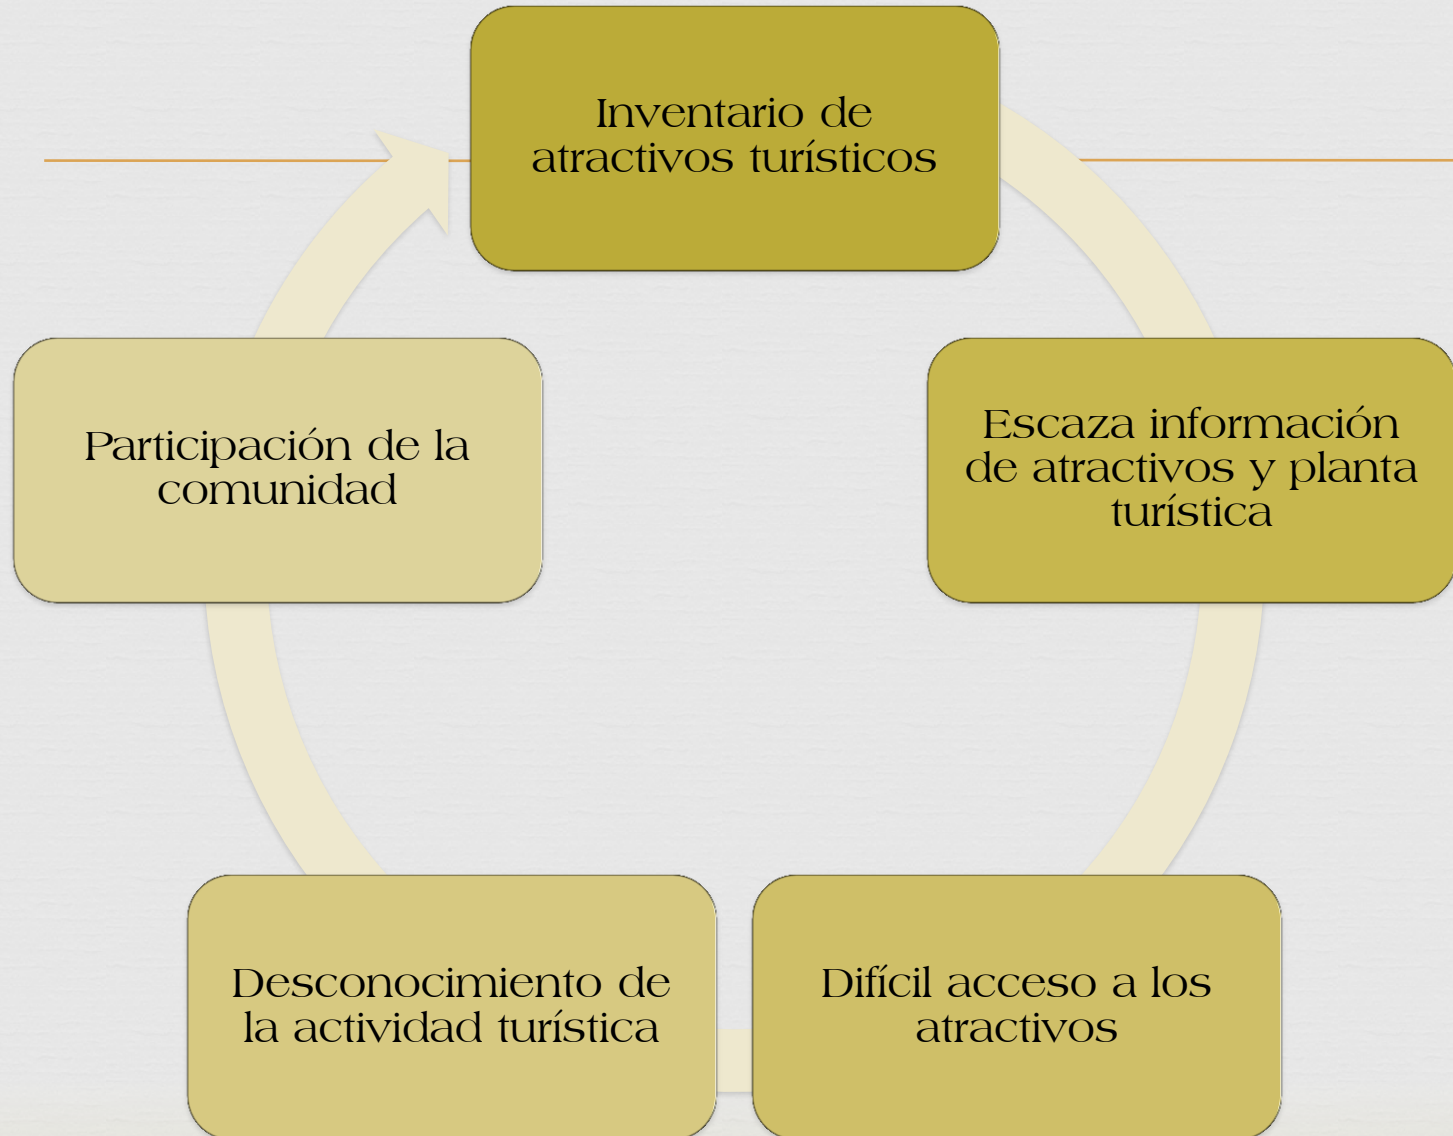 Inventario de
atractivos turísticos
Escaza información
de atractivos y planta
turística
Difícil acceso a los
atractivos
Desconocimiento de
la actividad turística
Participación de la
comunidad